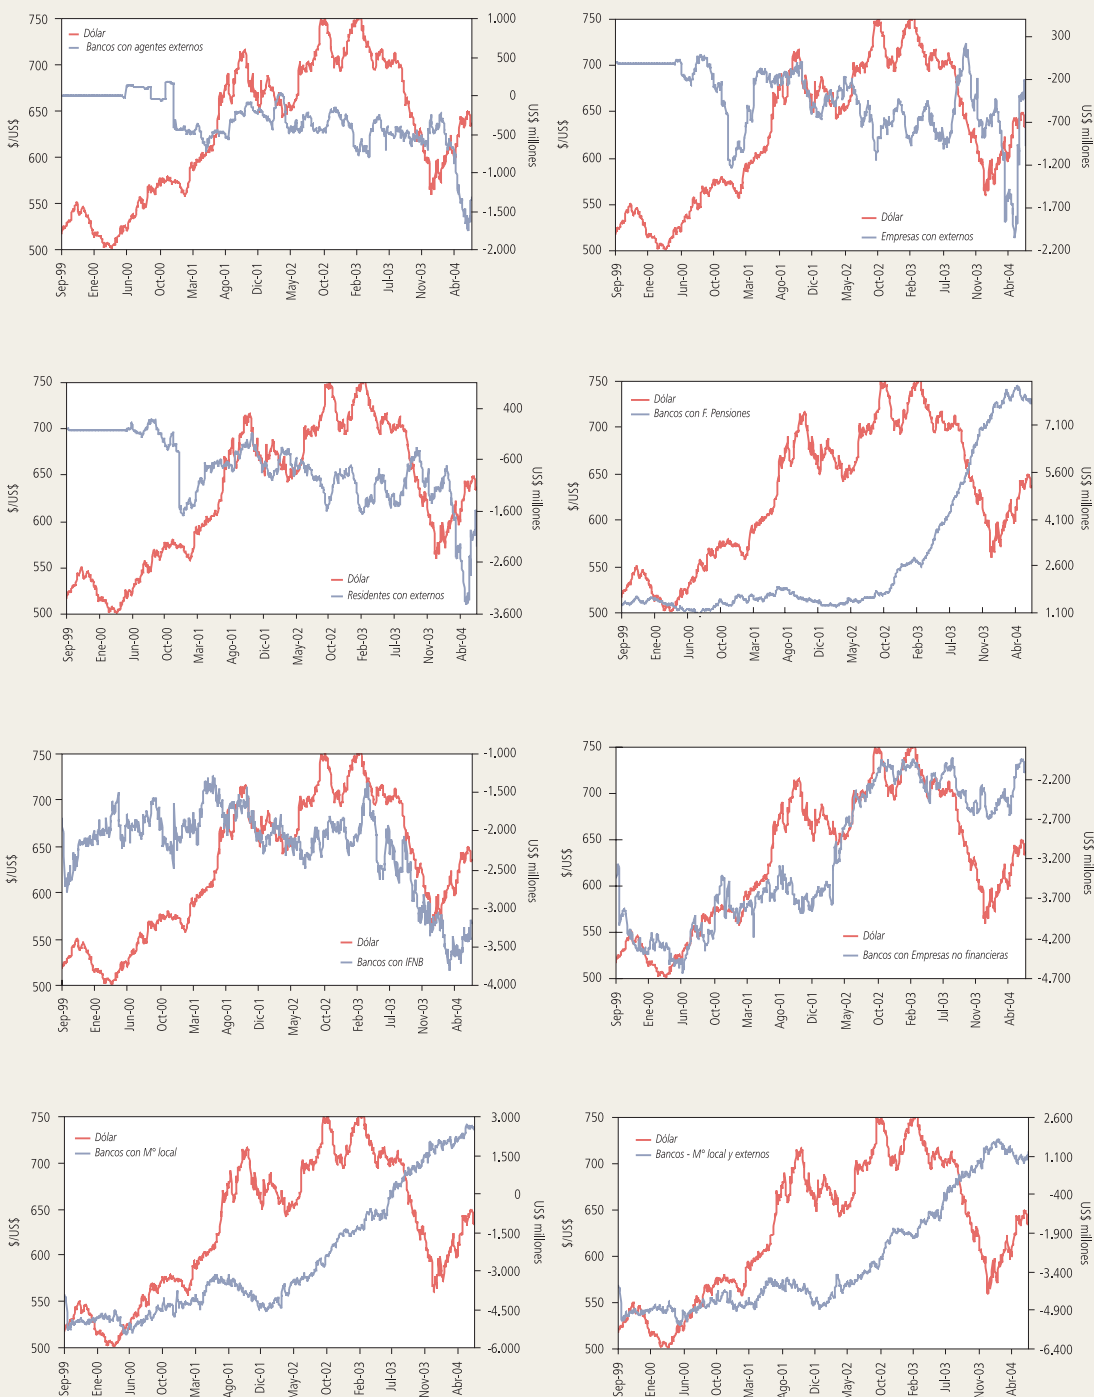 750
700
650
600
550
500
$/US$
Dólar
Bancos con agentes externos
1.000
500
0
-500
-1.000
-1.500
-2.000
US$ millones
Sep-99
Ene-00
Jun-00
Oct-00
Mar-01
Ago-01
Dic-01
May-02
Oct-02
Feb-03
Jul-03
Nov-03
Abr-04
750
700
650
600
550
500
$/US$
Dólar
Empresas con externos
300
-200
-700
-1.200
-1.700
-2.200
US$ millones
Sep-99
Ene-00
Jun-00
Oct-00
Mar-01
Ago-01
Dic-01
May-02
Oct-02
Feb-03
Jul-03
Nov-03
Abr-04
750
700
650
600
550
500
$/US$
Dólar
Residentes con externos
400
-600
-1.600
-2.600
-3.600
US$ millones
Sep-99
Ene-00
Jun-00
Oct-00
Mar-01
Ago-01
Dic-01
May-02
Oct-02
Feb-03
Jul-03
Nov-03
Abr-04
750
700
650
600
550
500
$/US$
Dólar
Bancos con F. Pensiones
7.100
5.600
4.100
2.600
1.100
US$ millones
Sep-99
Ene-00
Jun-00
Oct-00
Mar-01
Ago-01
Dic-01
May-02
Oct-02
Feb-03
Jul-03
Nov-03
Abr-04
750
700
650
600
550
500
$/US$
Dólar
Bancos con IFNB
-1.000
-1.500
-2.000
-2.500
-3.000
-3.500
-4.000
US$ millones
Sep-99
Ene-00
Jun-00
Oct-00
Mar-01
Ago-01
Dic-01
May-02
Oct-02
Feb-03
Jul-03
Nov-03
Abr-04
750
700
650
600
550
500
$/US$
Dólar
Bancos con Empresas no financieras
-2,200
-2,700
-3,200
-3,700
-4,200
-4,700
US$ millones
Sep-99
Ene-00
Jun-00
Oct-00
Mar-01
Ago-01
Dic-01
May-02
Oct-02
Feb-03
Jul-03
Nov-03
Abr-04
750
700
650
600
550
500
$/US$
Dólar
Bancos con Mº local
3.000
1,500
0
-1,500
-3.000
-4,500
-6.000
US$ millones
Sep-99
Ene-00
Jun-00
Oct-00
Mar-01
Ago-01
Dic-01
May-02
Oct-02
Feb-03
Jul-03
Nov-03
Abr-04
750
700
650
600
550
500
$/US$
Dólar
Bancos - Mº local y externos
2,600
1,100
-400
-1,900
-3,400
-4,900
-6,400
US$ millones
Sep-99
Ene-00
Jun-00
Oct-00
Mar-01
Ago-01
Dic-01
May-02
Oct-02
Feb-03
Jul-03
Nov-03
Abr-04